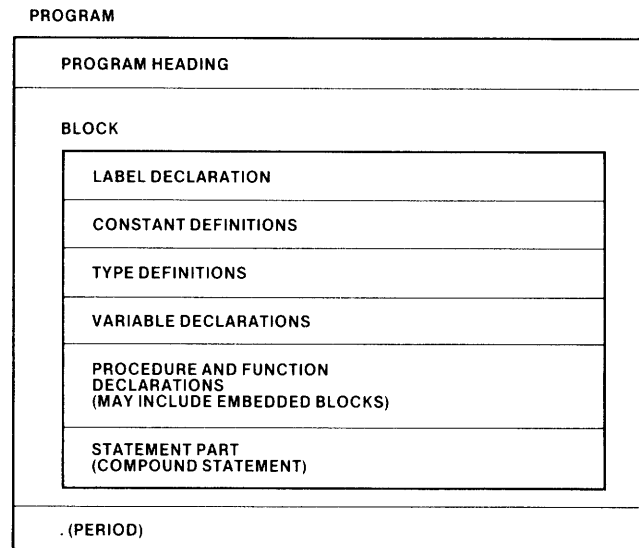 PROGRAM
PROGRAM HEADING
BLOCK
LABEL DECLARATION
CONSTANT DEFINITIONS
TYPE DEFINITIONS
VARIABLE DECLARATIONS
PROCEDURE AND FUNCTION
DECLARATIONS
(MAY INCLUDE EMBEDDED BLOCKS)
STATEMENT PART
(COMPOUND STATEMENT)
. (PERIOD)